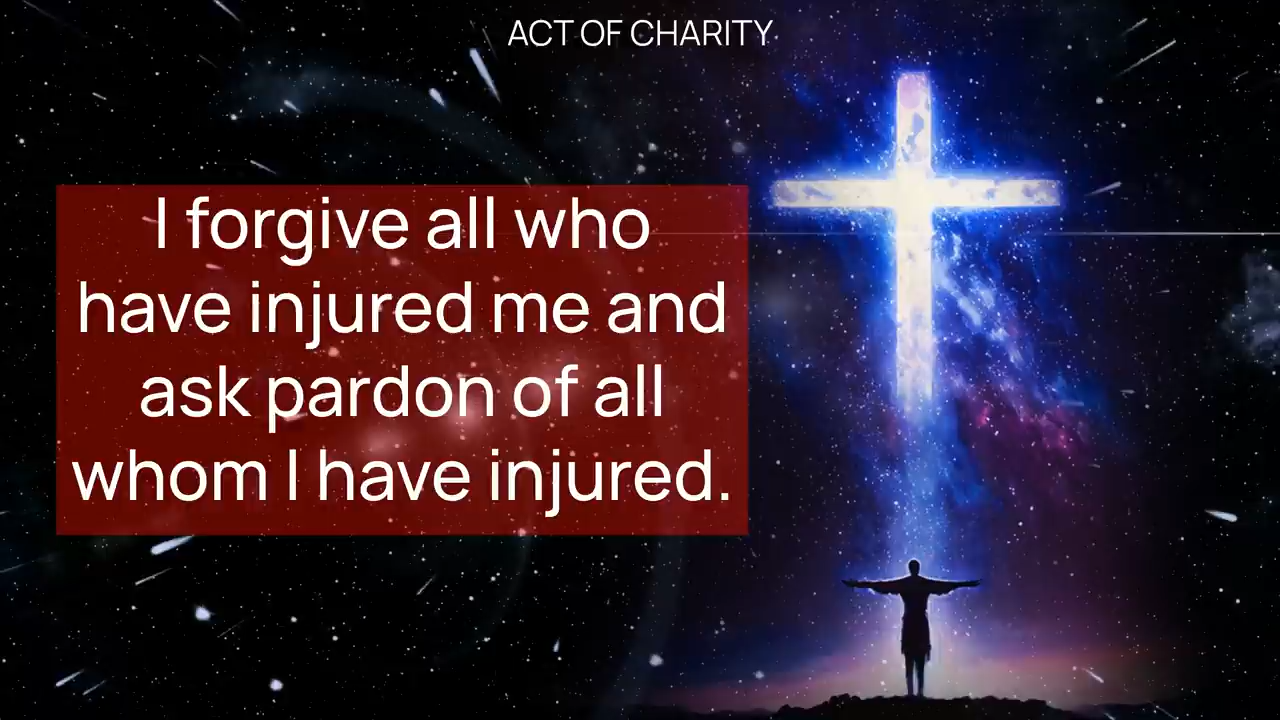 ACT OF CHARITY
I forgive all who
have injured me and
ask pardon of all
whom I have injured.